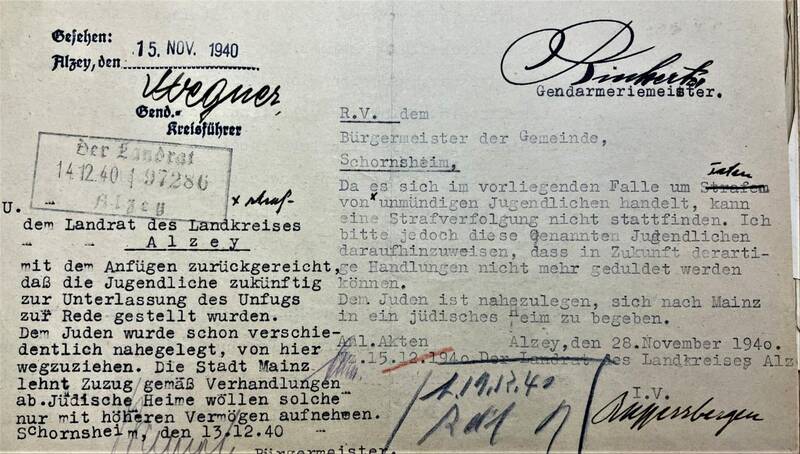 Gesehen:
Alzey, den 15. NOV. 1940
Wegner
Gend.-
Kreisführer
Rinkert
Gendarmeriemeister.
R.V. dem
Bürgermeister der Gemeinde,
Schornsheim,
Da es sich im vorliegenden Falle um Strafen Taten
von × unmündigen Jugendlichen handelt, kann
eine Strafverfolgung nicht stattfinden. Ich
bitte jedoch diese genannten Jugendlichen
daraufhinzuweisen, dass in Zukunft derarti-
ge Handlungen nicht mehr geduldet werden
können.
Dem Juden ist nahezulegen, sich nach Mainz
in ein jüdisches Heim zu begeben.
Alzey, den 28. November 1940.
Der Landrat des Landkreises Alz
I.V.
Der Landrat
14.12.40 * 97286
Alzey
× straf-
U.
dem Landrat des Landkreises
" " Alzey "
mit dem Anfügen zurückgereicht,
daß die Jugendliche zukünftig
zur Unterlassung des Unfugs
zur Rede gestellt wurden.
Dem Juden wurde schon verschie-
dentlich nahegelegt, von hier
wegzuziehen. Die Stadt Mainz
lehnt Zuzug gemäß Verhandlungen
ab.Jüdische Heime wollen solche
nur mit höheren Vermögen aufnehmen.
Schornsheim, den 13.12.40
Bürgermeister.
Akten
15.12.1940
19.12.40